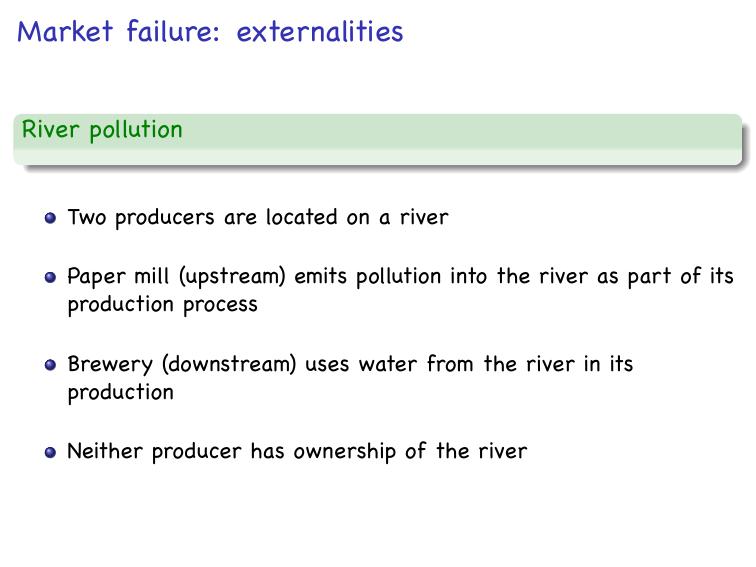 Market failure: externalities
River pollution
Two producers are located on a river
Paper mill (upstream) emits pollution into the river as part of its
production process
Brewery (downstream) uses water from the river in its
production
Neither producer has ownership of the river